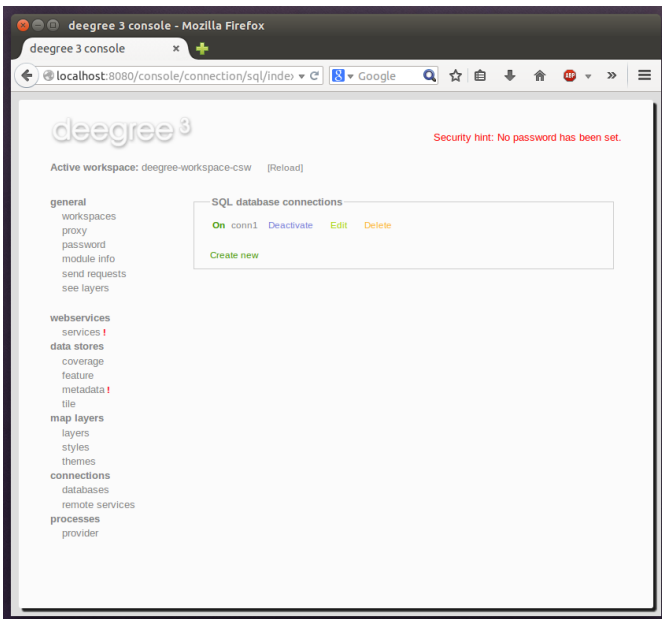 deegree 3 console - Mozilla Firefox
deegree 3 console
localhost:8080/console/connection/sql/index
Google
ABP
deegree 3
Security hint: No password has been set.
Active workspace: deegree-workspace-csw [Reload]
general
workspaces
proxy
password
module info
send requests
see layers
webservices
services !
data stores
coverage
feature
metadata !
tile
map layers
layers
styles
themes
connections
databases
remote services
processes
provider
SQL database connections
On conn1 Deactivate Edit Delete
Create new